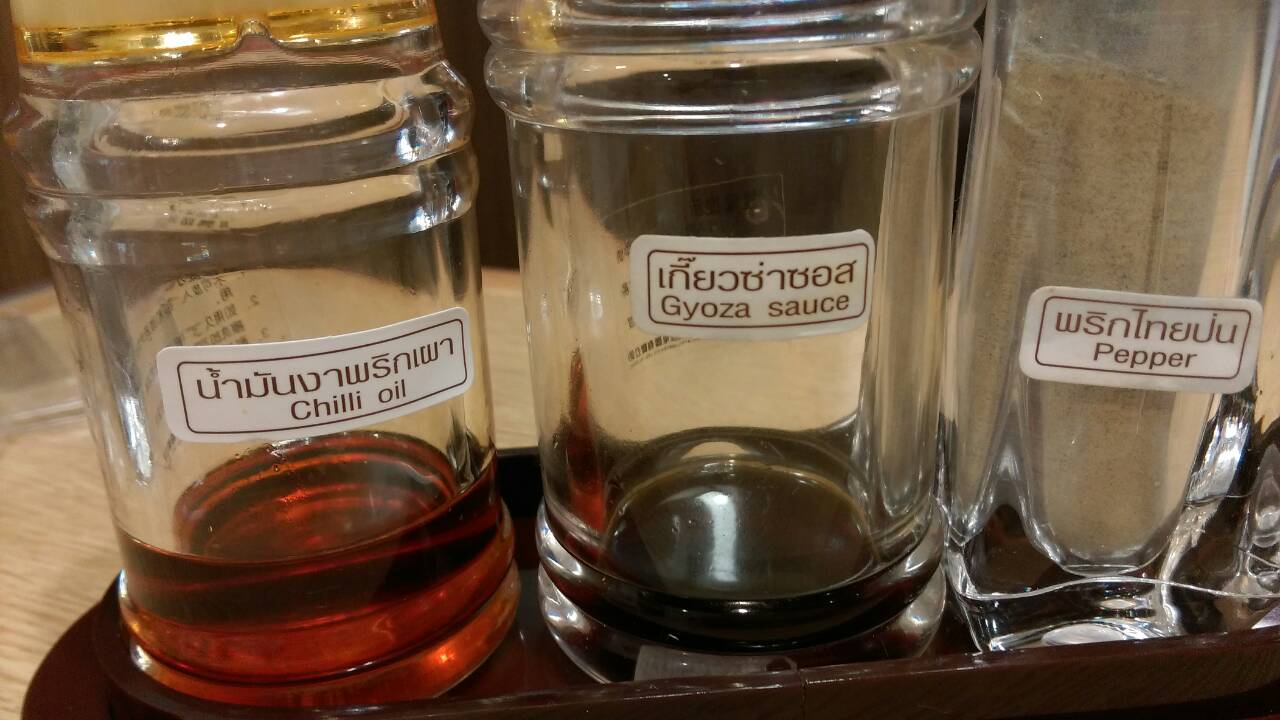 น้ำมันงาพริกเผา
Chilli oil
เกี๊ยวซ่าซอส
Gyoza sauce
พริกไทยป่น
Pepper